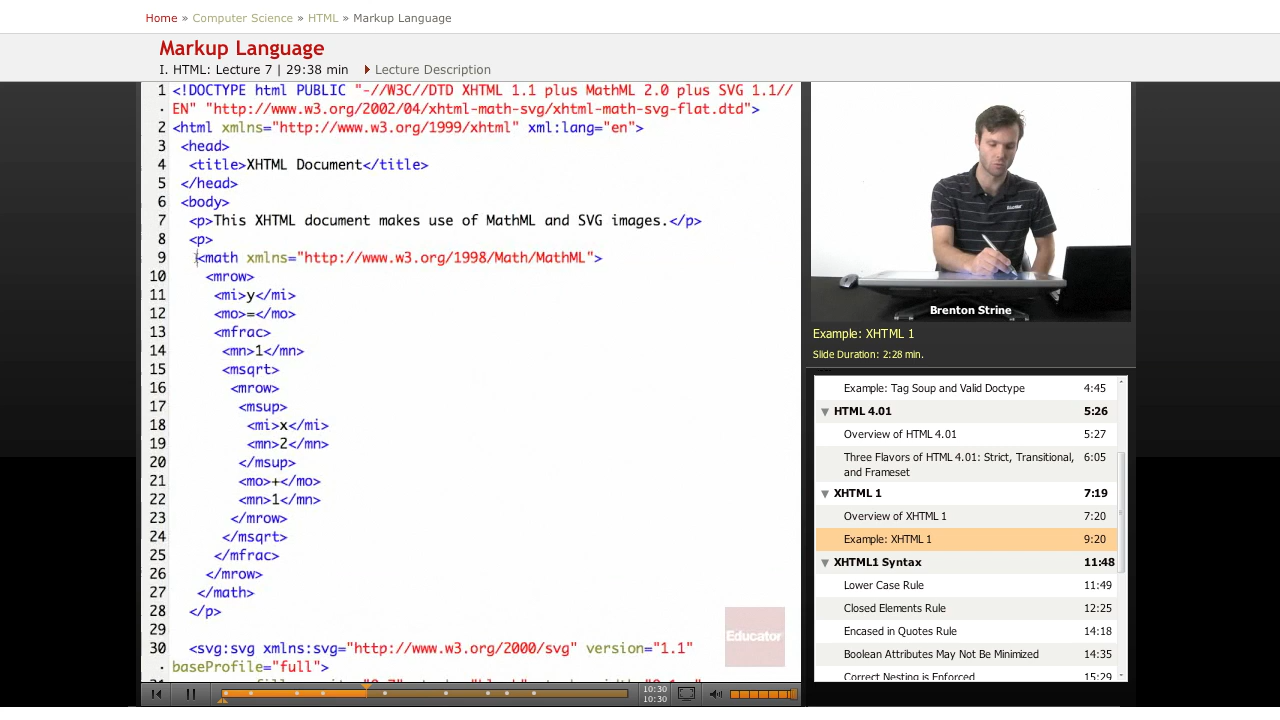 Home » Computer Science » HTML » Markup Language
Markup Language
I. HTML: Lecture 7 | 29:38 min Lecture Description
1 <!DOCTYPE html PUBLIC "-//W3C//DTD XHTML 1.1 plus MathML 2.0 plus SVG 1.1//
· EN" "http://www.w3.org/2002/04/xhtml-math-svg/xhtml-math-svg-flat.dtd">
2 <html xmlns="http://www.w3.org/1999/xhtml" xml:lang="en">
3 <head>
4 <title>XHTML Document</title>
5 </head>
6 <body>
7 <p>This XHTML document makes use of MathML and SVG images.</p>
8 <p>
9 <math xmlns="http://www.w3.org/1998/Math/MathML">
10 <mrow>
11 <mi>y</mi>
12 <mo>=</mo>
13 <mfrac>
14 <mn>1</mn>
15 <msqrt>
16 <mrow>
17 <msup>
18 <mi>x</mi>
19 <mn>2</mn>
20 </msup>
21 <mo>+</mo>
22 <mn>1</mn>
23 </mrow>
24 </msqrt>
25 </mfrac>
26 </mrow>
27 </math>
28 </p>
29
30 <svg:svg xmlns:svg="http://www.w3.org/2000/svg" version="1.1"
· baseProfile="full">
Educator
10:30
10:30
Brenton Strine
Example: XHTML 1
Slide Duration: 2:28 min.
Example: Tag Soup and Valid Doctype 4:45
HTML 4.01 5:26
Overview of HTML 4.01 5:27
Three Flavors of HTML 4.01: Strict, Transitional, 6:05
and Frameset
XHTML 1 7:19
Overview of XHTML 1 7:20
Example: XHTML 1 9:20
XHTML1 Syntax 11:48
Lower Case Rule 11:49
Closed Elements Rule 12:25
Encased in Quotes Rule 14:18
Boolean Attributes May Not Be Minimized 14:35
Correct Nesting is Enforced 15:29